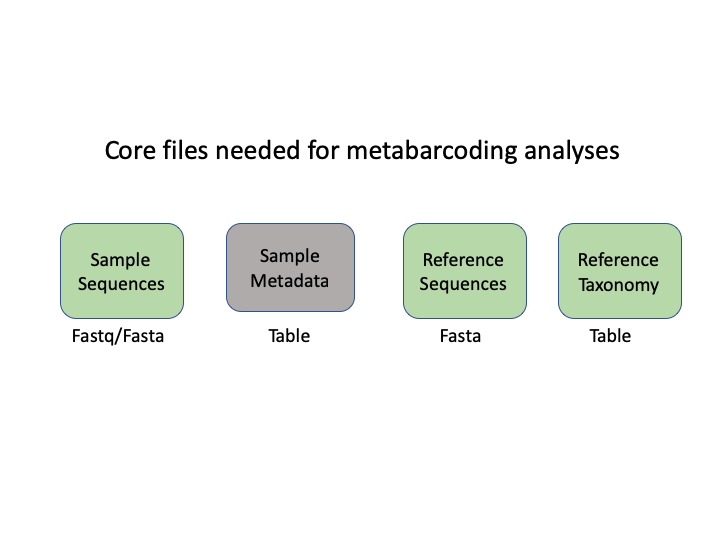 Core files needed for metabarcoding analyses
Sample
Sequences
Fastq/Fasta
Sample
Metadata
Table
Reference
Sequences
Fasta
Reference
Taxonomy
Table